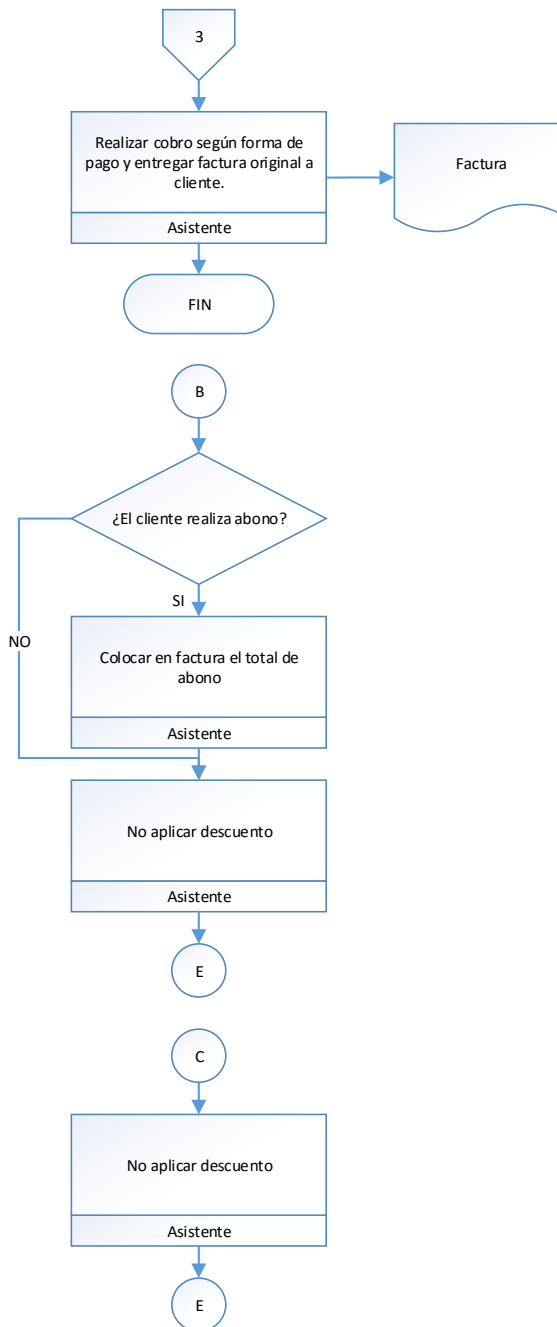 3
Realizar cobro según forma de
pago y entregar factura original a
cliente.
Asistente
Factura
FIN
B
¿El cliente realiza abono?
SI
NO
Colocar en factura el total de
abono
Asistente
No aplicar descuento
Asistente
E
C
No aplicar descuento
Asistente
E